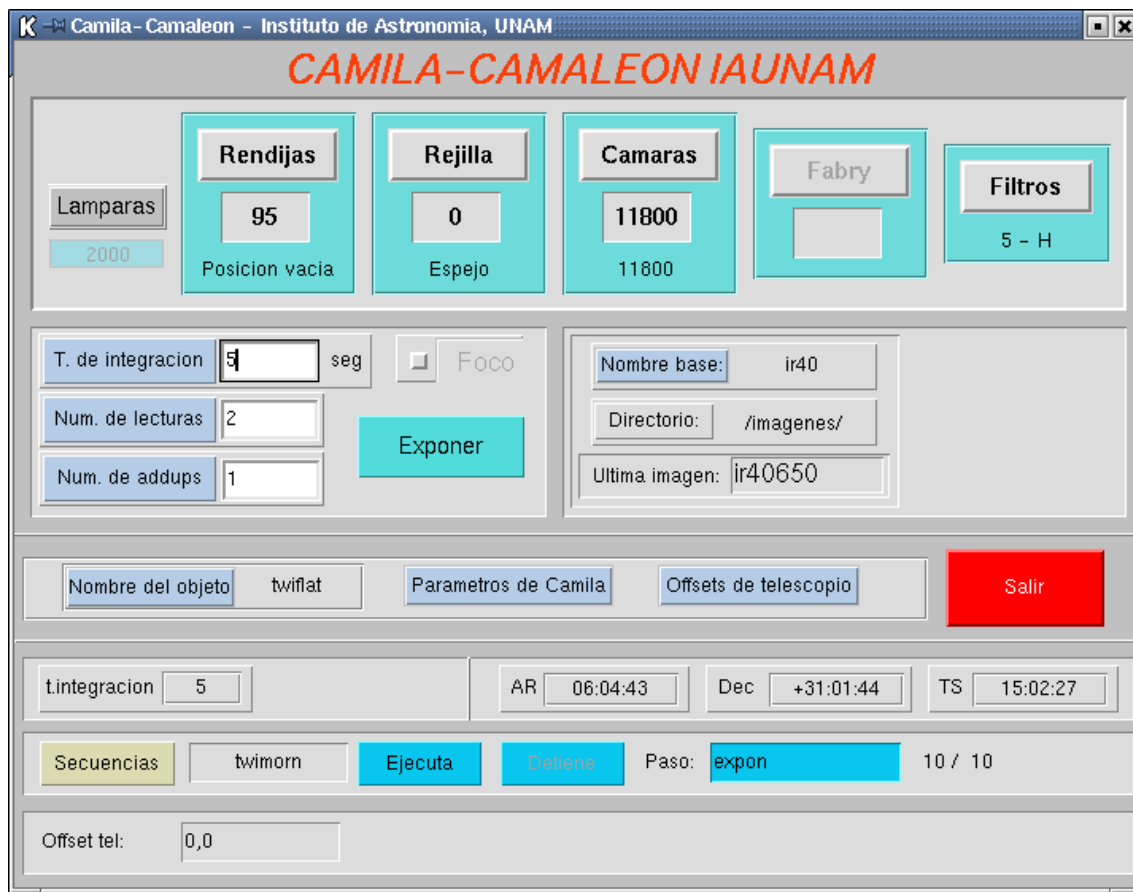 Camila-Camaleon - Instituto de Astronomia, UNAM
CAMILA-CAMALEON IAUNAM
Lamparas
2000
Rendijas
95
Posicion vacia
Rejilla
0
Espejo
Camaras
11800
11800
Fabry
Filtros
5 - H
T. de integracion 5 seg
Foco
Num. de lecturas 2
Num. de addups 1
Exponer
Nombre base: ir40
Directorio: /imagenes/
Ultima imagen: ir40650
Nombre del objeto twiflat Parametros de Camila Offsets de telescopio
Salir
t.integracion 5 AR 06:04:43 Dec +31:01:44 TS 15:02:27
Secuencias twimorn Ejecuta Detiene Paso: expon 10 / 10
Offset tel: 0,0